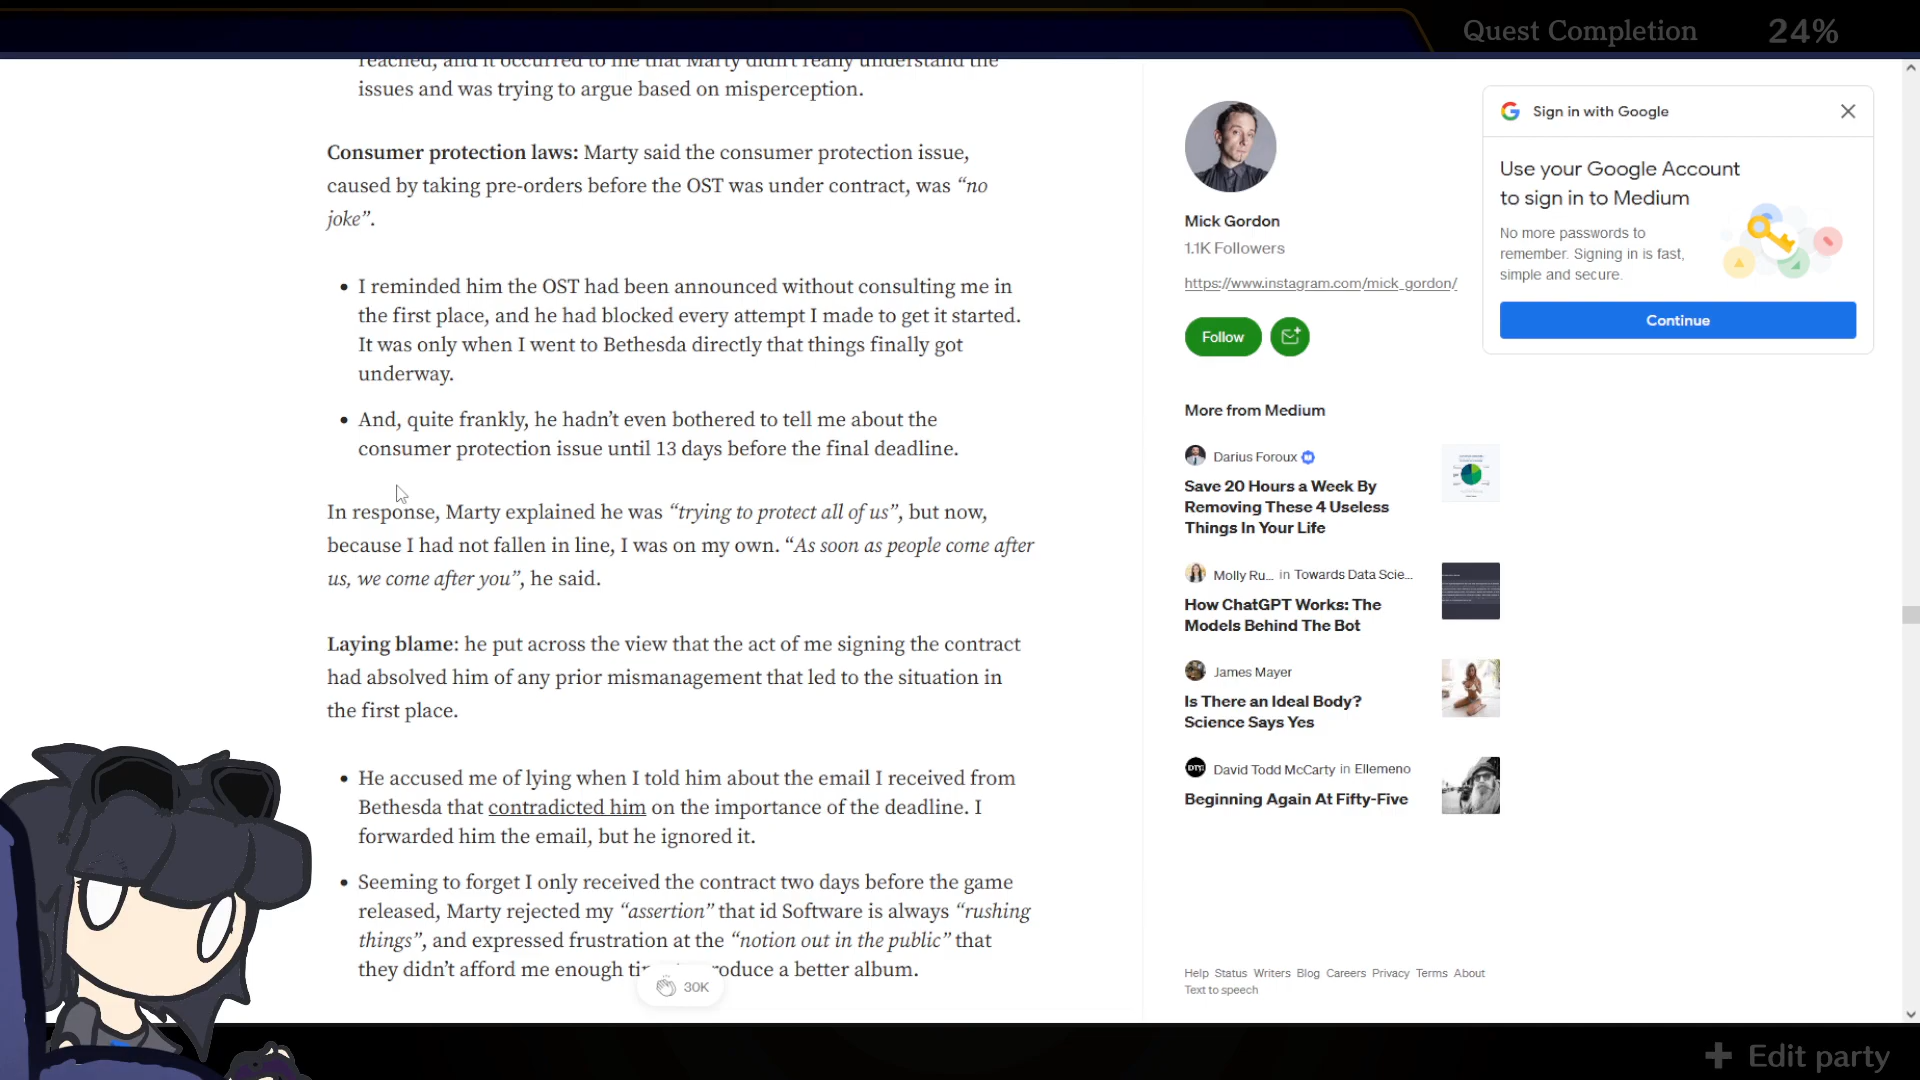 Quest Completion 24%
reached, and it occurred to me that Marty didn't really understand the
issues and was trying to argue based on misperception.
Consumer protection laws: Marty said the consumer protection issue,
caused by taking pre-orders before the OST was under contract, was “no
joke”.
• I reminded him the OST had been announced without consulting me in
the first place, and he had blocked every attempt I made to get it started.
It was only when I went to Bethesda directly that things finally got
underway.
• And, quite frankly, he hadn’t even bothered to tell me about the
consumer protection issue until 13 days before the final deadline.
In response, Marty explained he was “trying to protect all of us”, but now,
because I had not fallen in line, I was on my own. “As soon as people come after
us, we come after you”, he said.
Laying blame: he put across the view that the act of me signing the contract
had absolved him of any prior mismanagement that led to the situation in
the first place.
• He accused me of lying when I told him about the email I received from
Bethesda that contradicted him on the importance of the deadline. I
forwarded him the email, but he ignored it.
• Seeming to forget I only received the contract two days before the game
released, Marty rejected my “assertion” that id Software is always “rushing
things”, and expressed frustration at the “notion out in the public” that
they didn’t afford me enough roduce a better album.
30K
Mick Gordon
1.1K Followers
https://www.instagram.com/mick_gordon/
Follow
More from Medium
Darius Foroux
Save 20 Hours a Week By
Removing These 4 Useless
Things In Your Life
Molly Ru... in Towards Data Scie...
How ChatGPT Works: The
Models Behind The Bot
James Mayer
Is There an Ideal Body?
Science Says Yes
DTM
David Todd McCarty in Ellemeno
Beginning Again At Fifty-Five
Help Status Writers Blog Careers Privacy Terms About
Text to speech
Sign in with Google
Use your Google Account
to sign in to Medium
No more passwords to
remember. Signing in is fast,
simple and secure.
Continue
Edit party